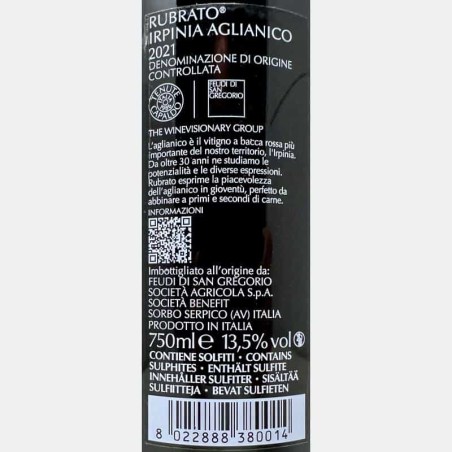 RUBRATO®
IRPINIA AGLIANICO
2021
DENOMINAZIONE DI ORIGINE
CONTROLLATA
TENUTE
CAPALDO
FEUDI DI
SAN
GREGORIO
THE WINEVISIONARY GROUP
L'aglianico è il vitigno a bacca rossa più
importante del nostro territorio, l'Irpinia.
Da oltre 30 anni ne studiamo le
potenzialità e le diverse espressioni.
Rubrato esprime la piacevolezza
dell'aglianico in gioventù, perfetto da
abbinare a primi e secondi di carne.
INFORMAZIONI
Imbottigliato all'origine da:
FEUDI DI SAN GREGORIO
SOCIETÀ AGRICOLA S.p.A.
SOCIETÀ BENEFIT
SORBO SERPICO (AV) ITALIA
PRODOTTO IN ITALIA
750ml e 13,5% vol
CONTIENE SOLFITI • CONTAINS
SULPHITES • ENTHÄLT SULFITE
INNEHÅLLER SULFITER • SISÄLTÄÄ
SULFIITTEJA • BEVAT SULFIETEN
8 022888 380014